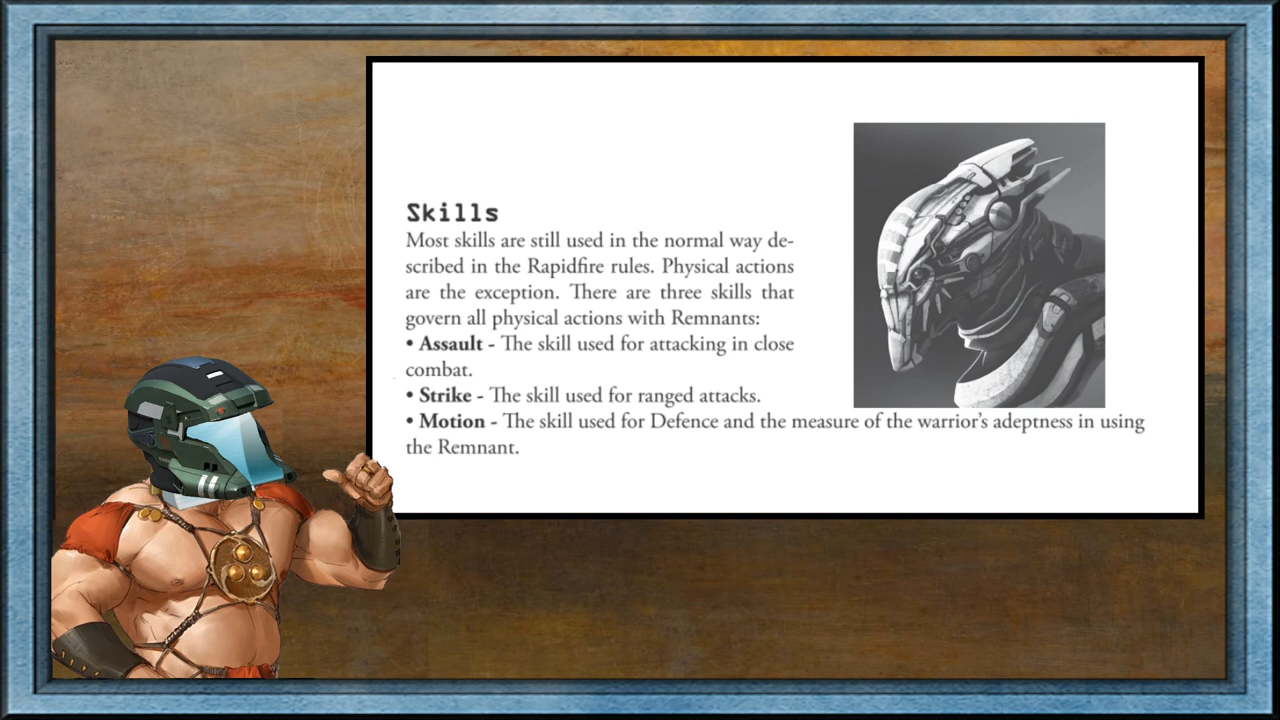 Skills
Most skills are still used in the normal way de-
scribed in the Rapidfire rules. Physical actions
are the exception. There are three skills that
govern all physical actions with Remnants:
• Assault - The skill used for attacking in close
combat.
• Strike - The skill used for ranged attacks.
• Motion - The skill used for Defence and the measure of the warrior's adeptness in using
the Remnant.